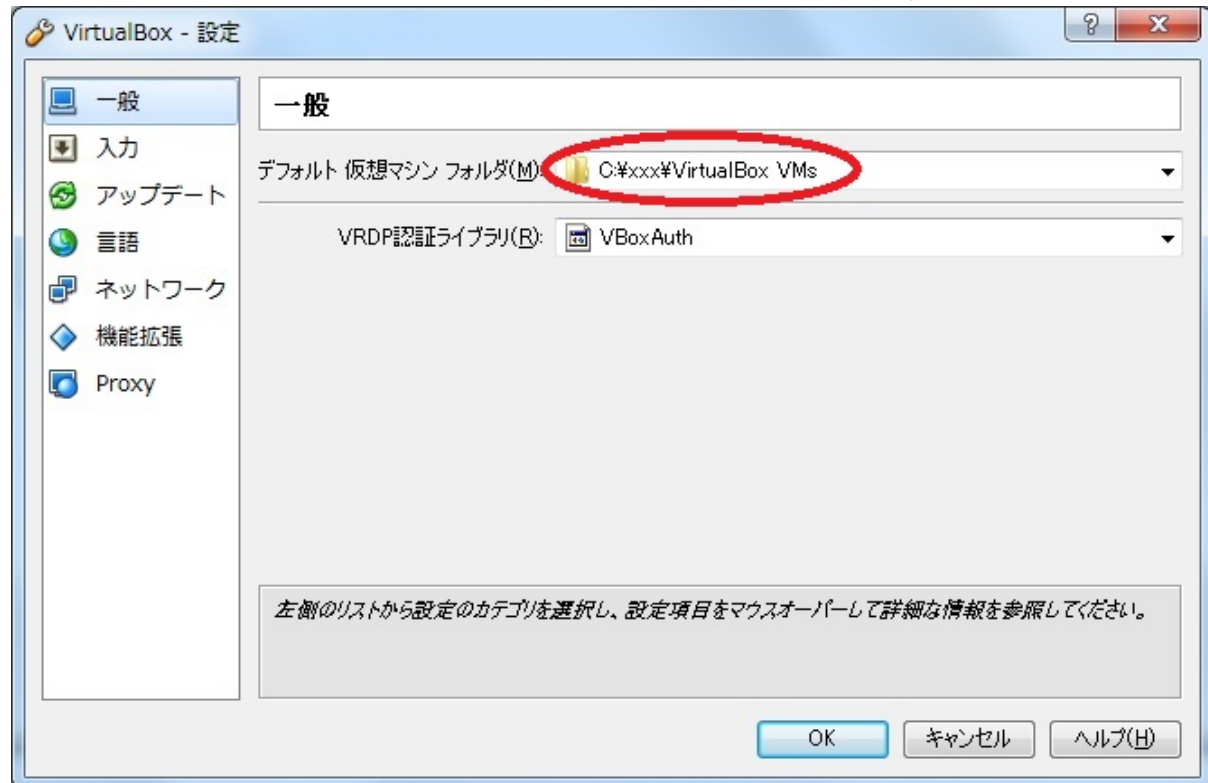 VirtualBox - 設定
一般
入力
アップデート
言語
ネットワーク
機能拡張
Proxy
一般
デフォルト 仮想マシン フォルダ(M): C:¥xxx¥VirtualBox VMs
VRDP認証ライブラリ(R): VBoxAuth
左側のリストから設定のカテゴリを選択し、設定項目をマウスオーバーして詳細な情報を参照してください。
OK キャンセル ヘルプ(H)